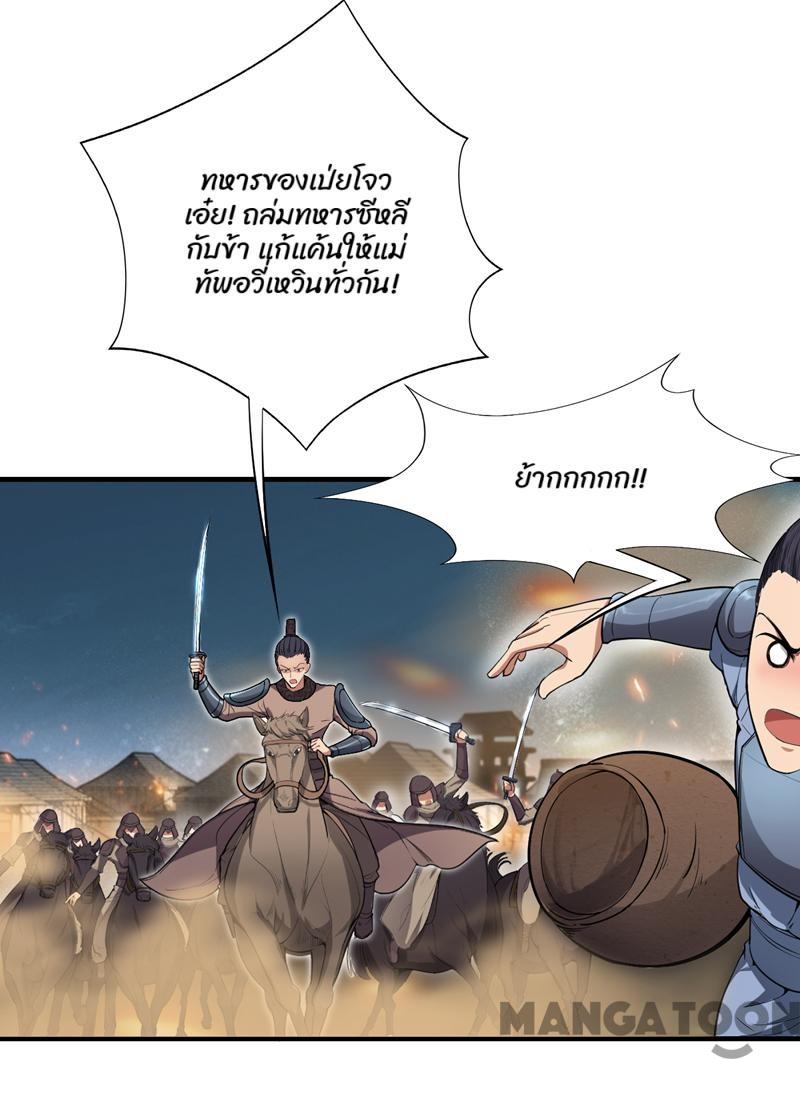 ทหารของเป่ยโจว
เอ๋ย! ถล่มทหารซีหลี
กับข้า แก้แค้นให้แม่
ทัพอวี่เหวินทั่วกัน!
ย้ากกกกก!!
MANGATOON